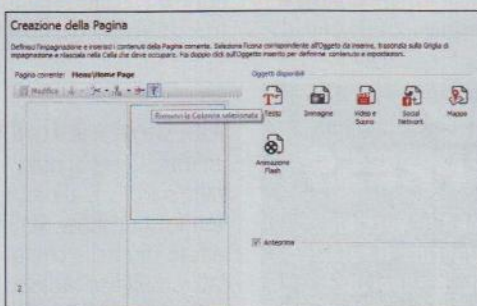 Creazione della Pagina
Definisci l'impaginazione e inserisci i contenuti della Pagina corrente. Seleziona l'icona corrispondente all'Oggetto da inserire, trascinala sulla Griglia di
impaginazione e rilasciala nella Cella che deve occupare. Fai doppio click sull'Oggetto inserito per definirne contenuto e impostazioni.
Pagina corrente: Menu\Home Page
Oggetti disponibili
Modifica
Rimuovi la Colonna selezionata
Testo
Immagine
Video e
Suono
Social
Network
Mappa
Animazione
Flash
1
Anteprima
2